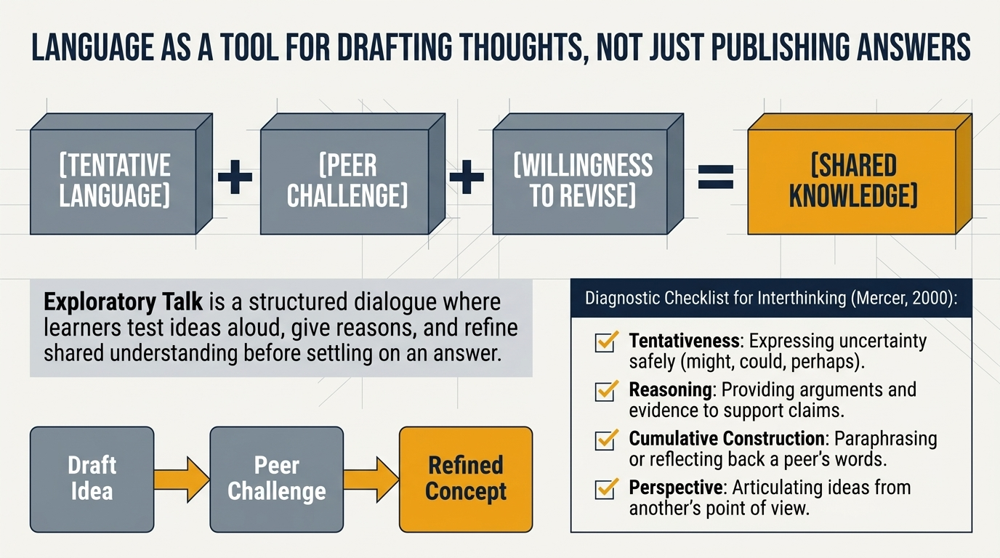 LANGUAGE AS A TOOL FOR DRAFTING THOUGHTS, NOT JUST PUBLISHING ANSWERS
[TENTATIVE
LANGUAGE]
+
[PEER
CHALLENGE]
+
[WILLINGNESS
TO REVISE]
=
[SHARED
KNOWLEDGE]
Exploratory Talk is a structured dialogue where
learners test ideas aloud, give reasons, and refine
shared understanding before settling on an answer.
Draft
Idea
Peer
Challenge
Refined
Concept
Diagnostic Checklist for Interthinking (Mercer, 2000):
Tentativeness: Expressing uncertainty
safely (might, could, perhaps).
Reasoning: Providing arguments and
evidence to support claims.
Cumulative Construction: Paraphrasing
or reflecting back a peer's words.
Perspective: Articulating ideas from
another's point of view.